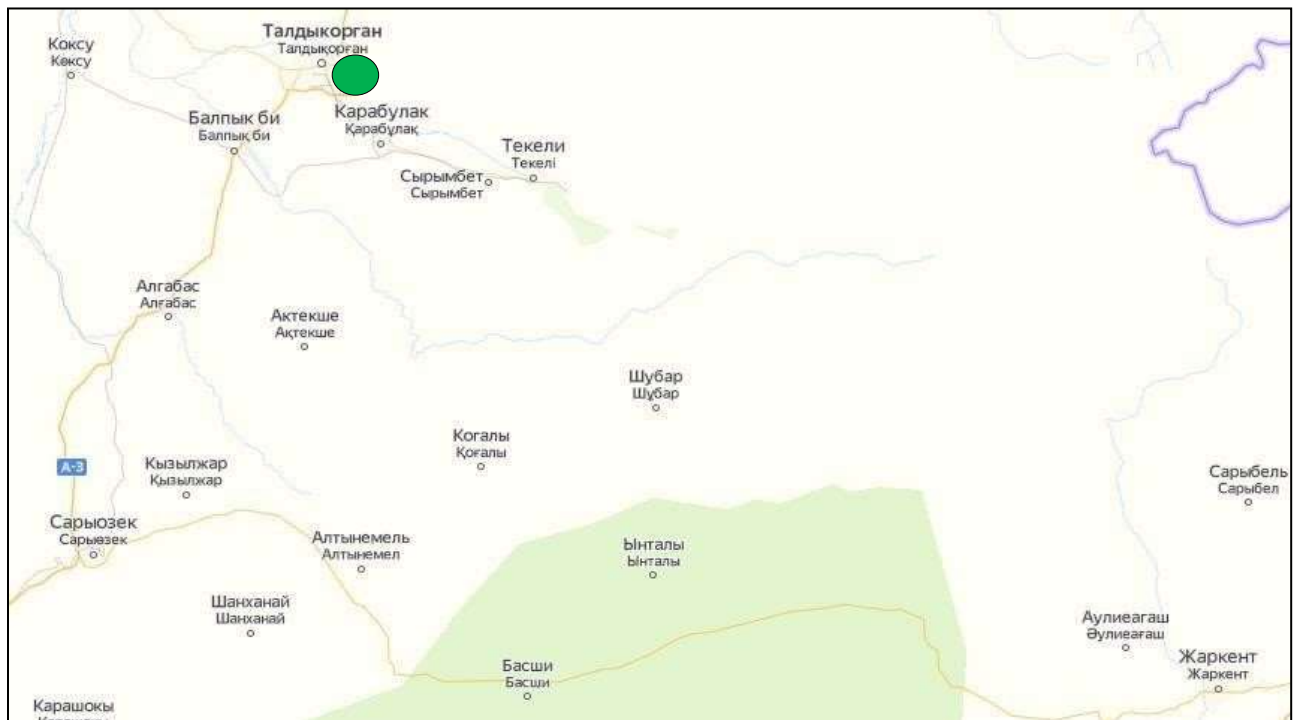 Талдыкорган
Талдықорған
Коксу
Көксу
Балпык би
Балпық би
Карабулак
Қарабұлақ
Текели
Текелі
Сырымбет
Сырымбет
Алгабас
Алғабас
Актекше
Ақтекше
Шубар
Шұбар
Когалы
Қоғалы
А-3
Кызылжар
Қызылжар
Сарыбель
Сарыбел
Сарыозек
Сарыөзек
Алтынемель
Алтынемел
Ынталы
Ынталы
Шанханай
Шанханай
Аулиеагаш
Әулиеағаш
Басши
Басши
Жаркент
Жаркент
Карашокы